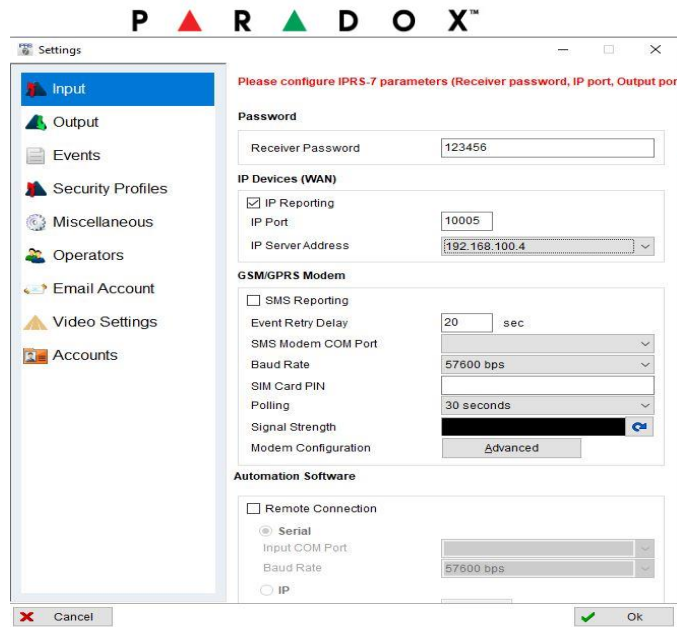 PARADOX™
Settings
Please configure IPRS-7 parameters (Receiver password, IP port, Output por
Input
Output
Events
Security Profiles
Miscellaneous
Operators
Email Account
Video Settings
Accounts
Password
Receiver Password 123456
IP Devices (WAN)
IP Reporting
IP Port 10005
IP Server Address 192.168.100.4
GSM/GPRS Modem
SMS Reporting
Event Retry Delay 20 sec
SMS Modem COM Port
Baud Rate 57600 bps
SIM Card PIN
Polling 30 seconds
Signal Strength
Modem Configuration Advanced
Automation Software
Remote Connection
Serial
Input COM Port
Baud Rate 57600 bps
IP
Cancel
Ok